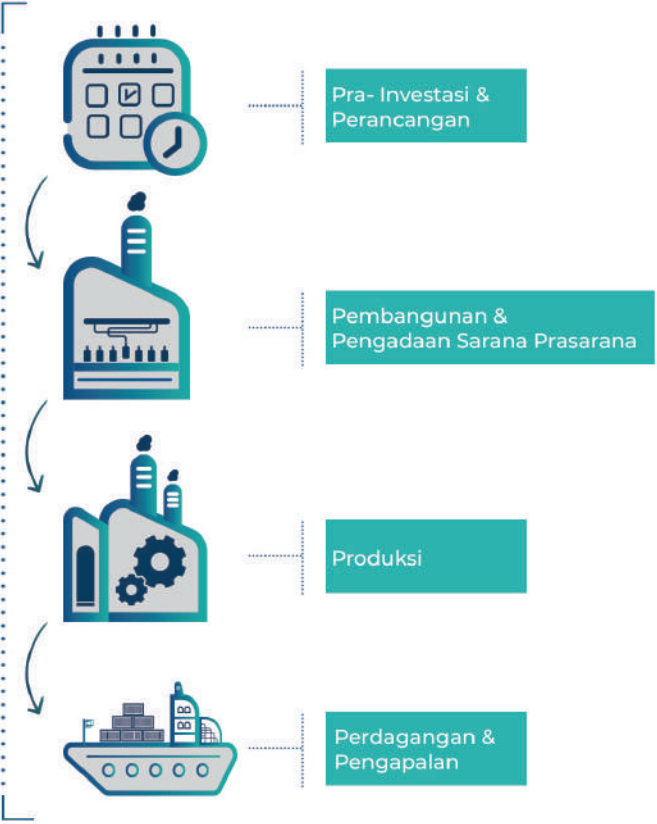 Pra- Investasi &
Perancangan
Pembangunan &
Pengadaan Sarana Prasarana
Produksi
Perdagangan &
Pengapalan